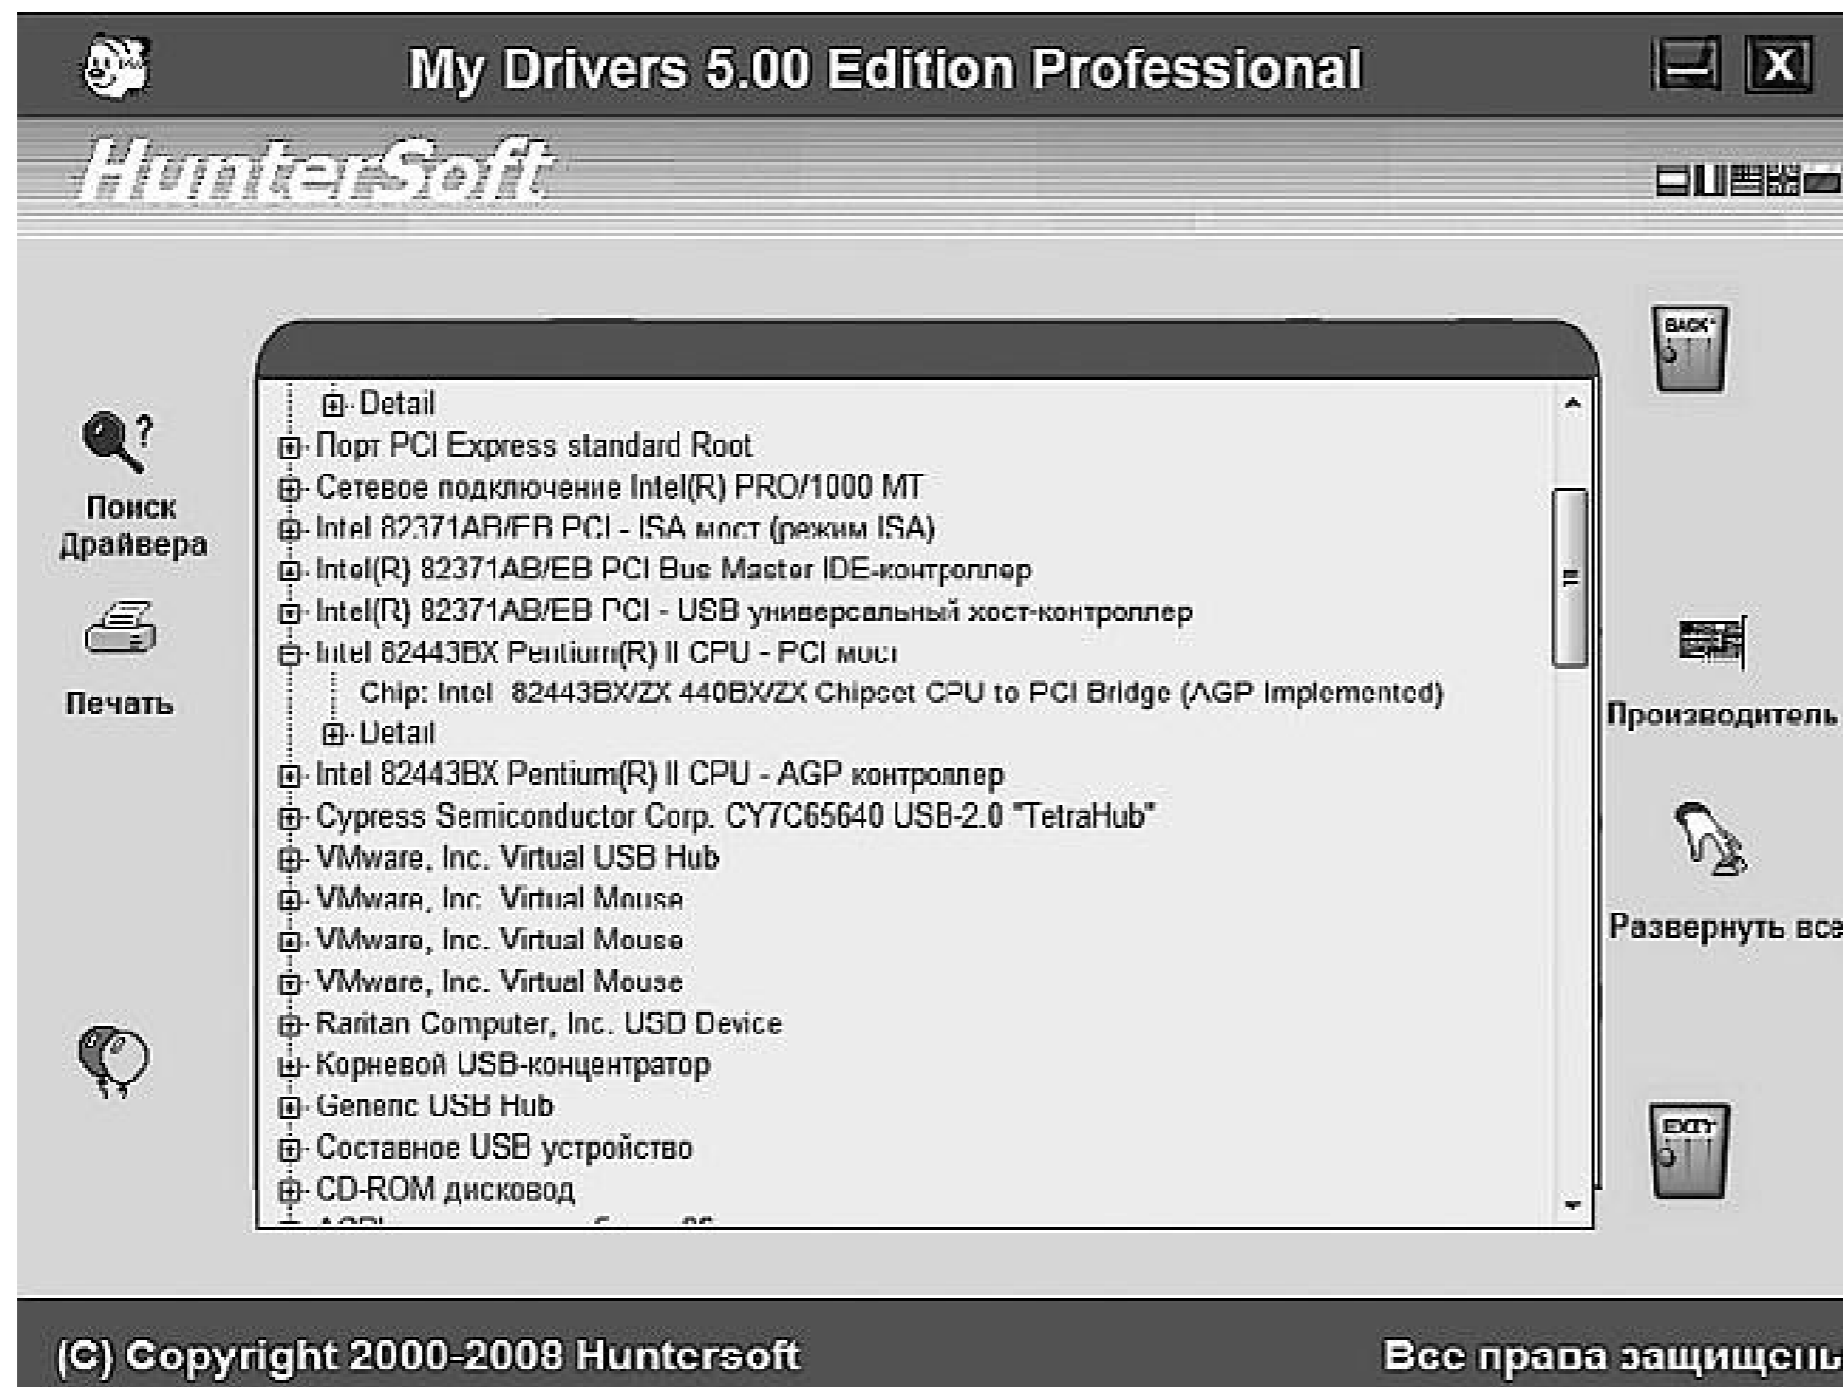 My Drivers 5.00 Edition Professional
X
HunterSoft
BACK
Detail
Порт PCI Express standard Root
Сетевое подключение Intel(R) PRO/1000 MT
Intel 82371AB/EB PCI - ISA мост (режим ISA)
Intel(R) 82371AB/EB PCI Bus Master IDE-контроллер
Intel(R) 82371AB/EB PCI - USB универсальный хост-контроллер
Intel 82443BX Pentium(R) II CPU - PCI мост
Chip: Intel 82443BX/ZX 440BX/ZX Chipset CPU to PCI Bridge (AGP Implemented)
Detail
Intel 82443BX Pentium(R) II CPU - AGP контроллер
Cypress Semiconductor Corp. CY7C65640 USB-2.0 "TetraHub"
VMware, Inc. Virtual USB Hub
VMware, Inc. Virtual Mouse
VMware, Inc. Virtual Mouse
VMware, Inc. Virtual Mouse
Raritan Computer, Inc. USB Device
Корневой USB-концентратор
Generic USB Hub
Составное USB устройство
CD-ROM дисковод
Поиск
Драйвера
Печать
Производитель
Развернуть все
EXIT
(C) Copyright 2000-2008 Huntersoft
Все права защищены